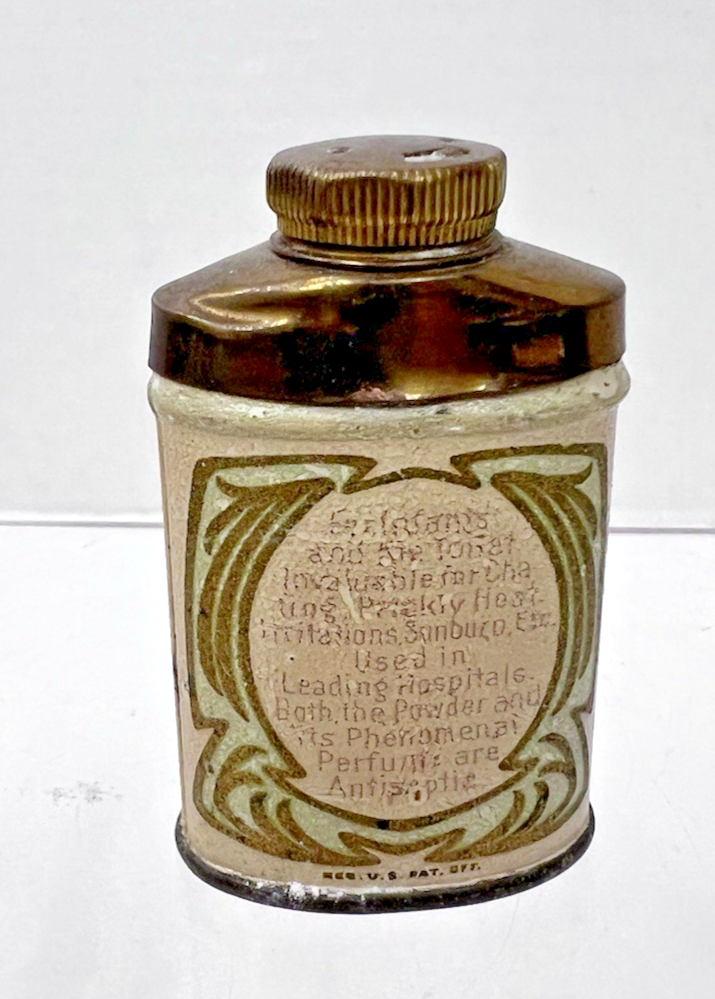 For Infants
and the Toilet
Invaluable for Cha
fing, Prickly Heat
irritations, Sunburn, Etc.
Used in
Leading Hospitals.
Both the Powder and
its Phenomenal
Perfume are
Antiseptic
REG. U.S. PAT. OFF.